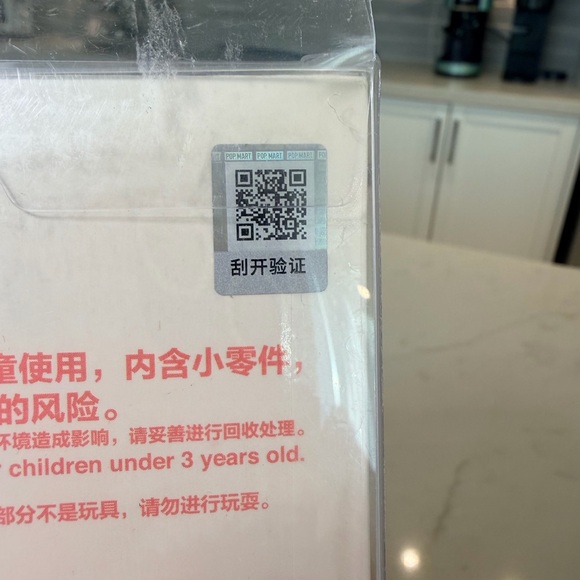 POP MART POP MART POP MART
刮开验证
童使用，内含小零件，
的风险。
环境造成影响，请妥善进行回收处理。
children under 3 years old.
部分不是玩具，请勿进行玩耍。